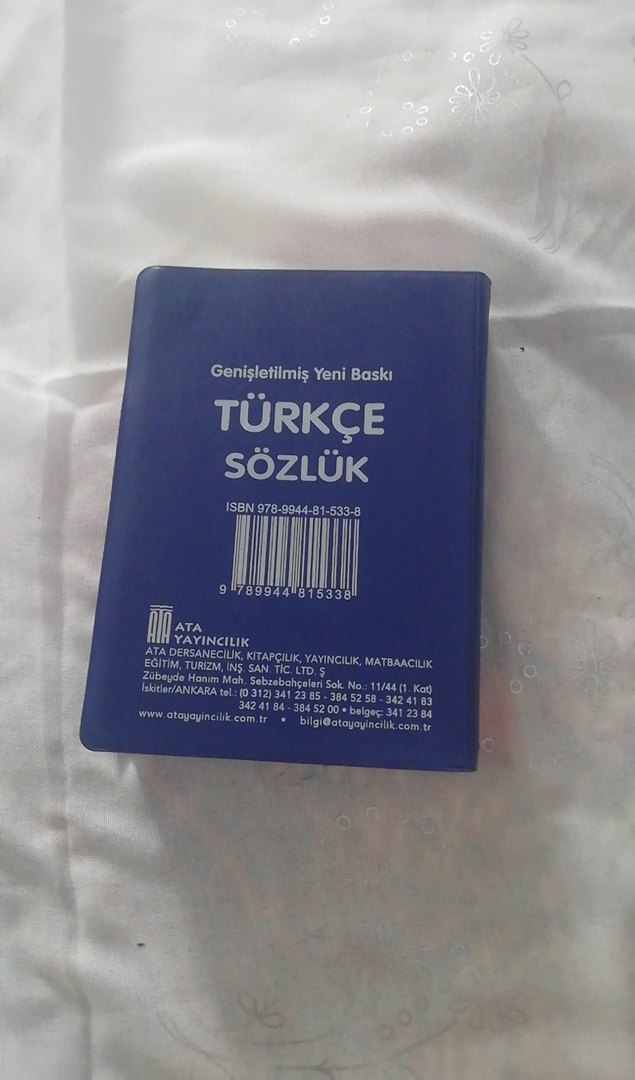 Genişletilmiş Yeni Baskı
TÜRKÇE
SÖZLÜK
ISBN 978-9944-81-533-8
9 789944 815338
ATA
ATA
YAYINCILIK
ATA DERSANECİLİK, KİTAPÇILIK, YAYINCILIK, MATBAACILIK
EĞİTİM, TURİZM, İNŞ. SAN. TİC. LTD. Ş
Zübeyde Hanım Mah. Sebzebahçeleri Sok. No.: 11/44 (1. Kat)
İskitler/ANKARA tel.: (0 312) 341 23 85 - 384 52 58 - 342 41 83
342 41 84 - 384 52 00 • belgeç: 341 23 84
www.atayayincilik.com.tr • bilgi@atayayincilik.com.tr